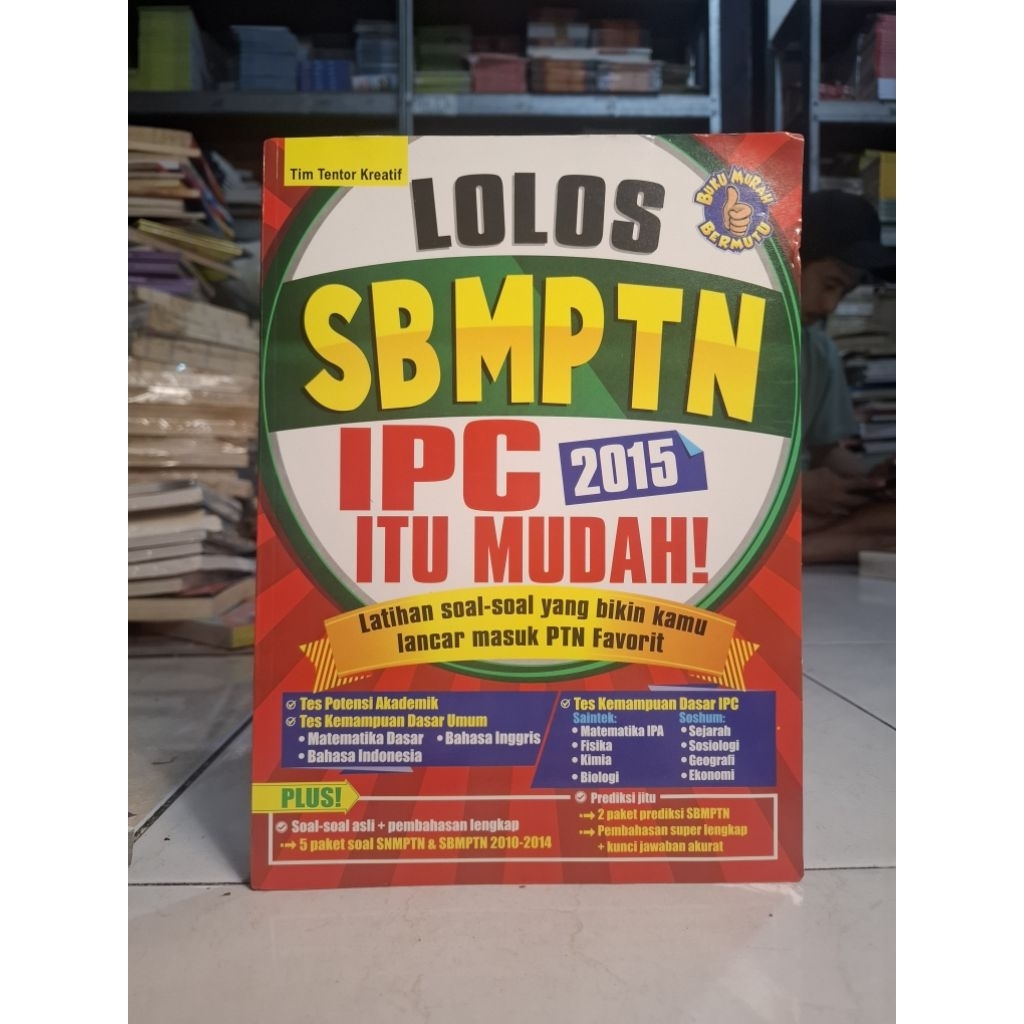 Tim Tentor Kreatif
BUKU MURAH
BERMUTU
LOLOS
SBMPTN
IPC 2015
ITU MUDAH!
Latihan soal-soal yang bikin kamu
lancar masuk PTN Favorit
Tes Potensi Akademik
Tes Kemampuan Dasar Umum
• Matematika Dasar • Bahasa Inggris
• Bahasa Indonesia
Tes Kemampuan Dasar IPC
Saintek:
• Matematika IPA
• Fisika
• Kimia
• Biologi
Soshum:
• Sejarah
• Sosiologi
• Geografi
• Ekonomi
PLUS!
Soal-soal asli + pembahasan lengkap
5 paket soal SNMPTN & SBMPTN 2010-2014
Prediksi jitu
2 paket prediksi SBMPTN
Pembahasan super lengkap
+ kunci jawaban akurat